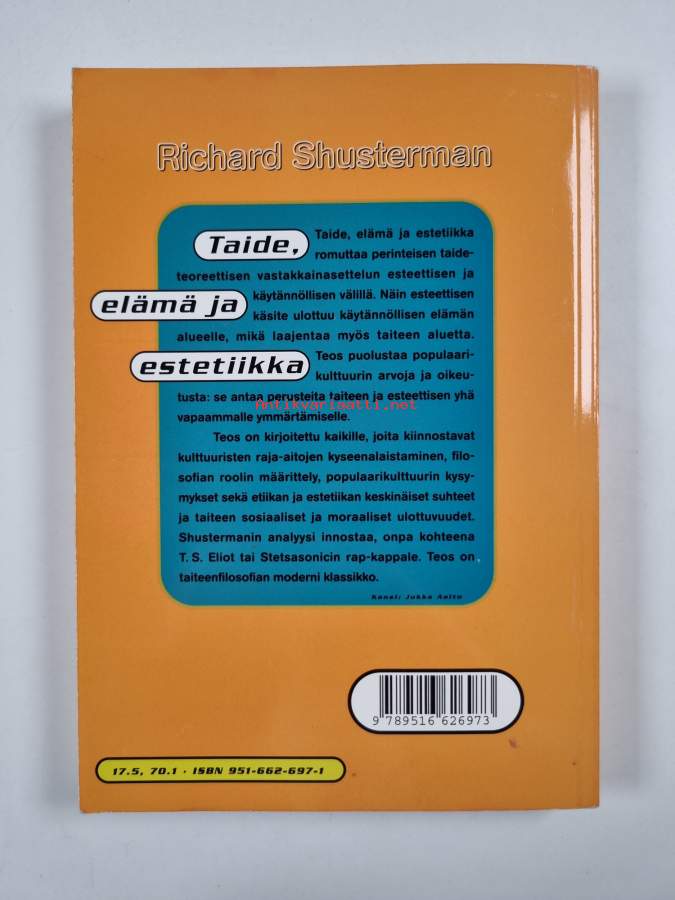 Richard Shusterman
Taide,
elämä ja
estetiikka
Taide, elämä ja estetiikka
romuttaa perinteisen taide-
teoreettisen vastakkainasettelun esteettisen ja
käytännöllisen välillä. Näin esteettisen
käsite ulottuu käytännöllisen elämän
alueelle, mikä laajentaa myös taiteen aluetta.
Teos puolustaa populaari-
kulttuurin arvoja ja oikeu-
tusta: se antaa perusteita taiteen ja esteettisen yhä
vapaammalle ymmärtämiselle.
Antikvariaatti.net
Teos on kirjoitettu kaikille, joita kiinnostavat
kulttuuristen raja-aitojen kyseenalaistaminen, filo-
sofian roolin määrittely, populaarikulttuurin kysy-
mykset sekä etiikan ja estetiikan keskinäiset suhteet
ja taiteen sosiaaliset ja moraaliset ulottuvuudet.
Shustermanin analyysi innostaa, onpa kohteena
T. S. Eliot tai Stetsasonicin rap-kappale. Teos on
taiteenfilosofian moderni klassikko.
Kansi: Jukka Aalto
9 789516 626973
17.5, 70.1 · ISBN 951-662-697-1